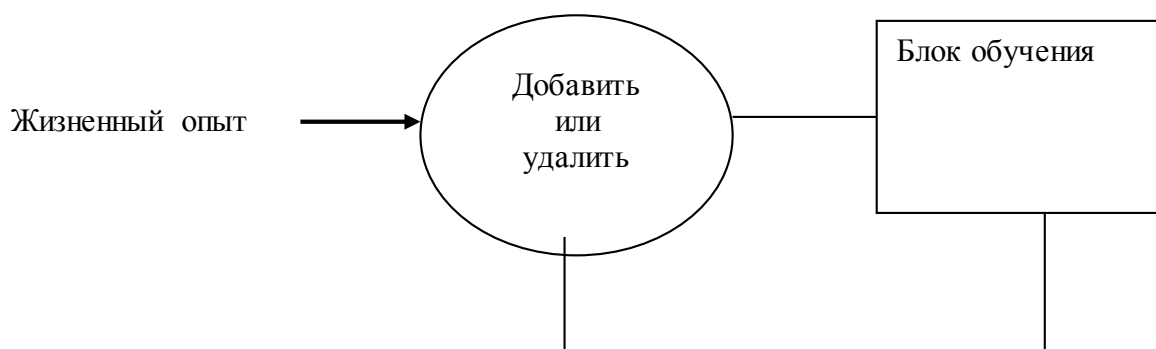 Жизненный опыт
Добавить
или
удалить
Блок обучения